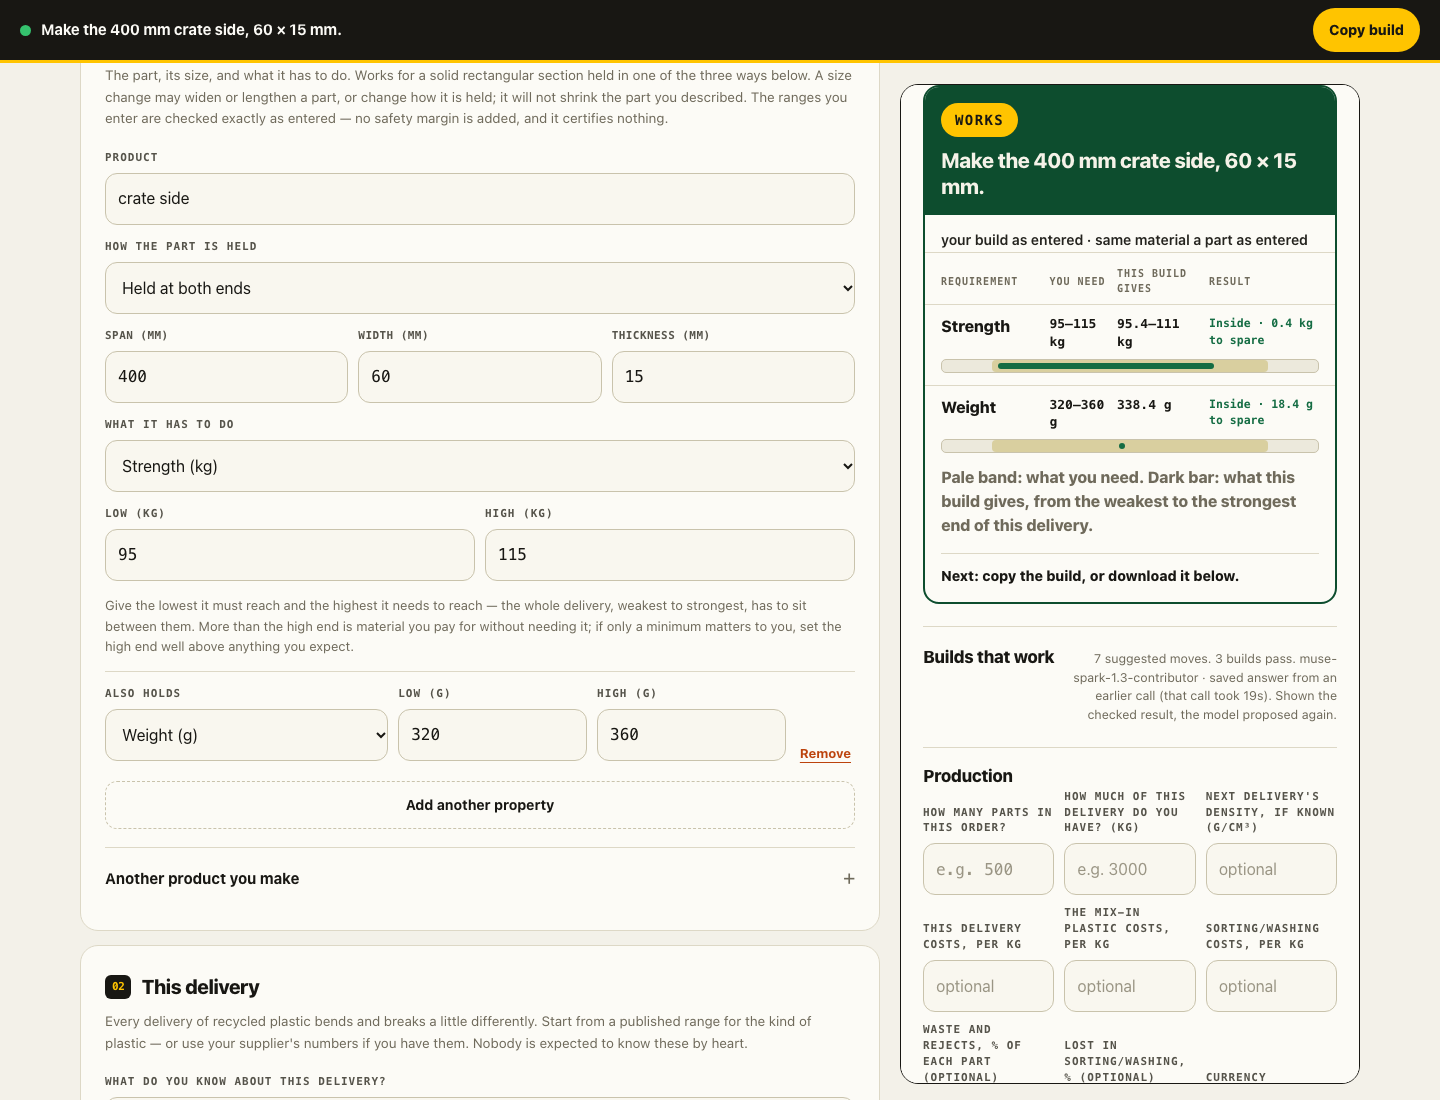 Make the 400 mm crate side, 60 × 15 mm.
Copy build
The part, its size, and what it has to do. Works for a solid rectangular section held in one of the three ways below. A size
change may widen or lengthen a part, or change how it is held; it will not shrink the part you described. The ranges you
enter are checked exactly as entered — no safety margin is added, and it certifies nothing.
PRODUCT
crate side
HOW THE PART IS HELD
Held at both ends
SPAN (MM)
WIDTH (MM)
THICKNESS (MM)
400
60
15
WHAT IT HAS TO DO
Strength (kg)
LOW (KG)
HIGH (KG)
95
115
Give the lowest it must reach and the highest it needs to reach — the whole delivery, weakest to strongest, has to sit
between them. More than the high end is material you pay for without needing it; if only a minimum matters to you, set the
high end well above anything you expect.
ALSO HOLDS
LOW (G)
HIGH (G)
Weight (g)
320
360
Remove
Add another property
Another product you make
+
02
This delivery
Every delivery of recycled plastic bends and breaks a little differently. Start from a published range for the kind of
plastic — or use your supplier's numbers if you have them. Nobody is expected to know these by heart.
WHAT DO YOU KNOW ABOUT THIS DELIVERY?
WORKS
Make the 400 mm crate side, 60 × 15
mm.
your build as entered · same material a part as entered
REQUIREMENT
YOU NEED
THIS BUILD
GIVES
RESULT
Strength
95–115
kg
95.4–111
kg
Inside · 0.4 kg
to spare
Weight
320–360
g
338.4 g
Inside · 18.4 g
to spare
Pale band: what you need. Dark bar: what this
build gives, from the weakest to the strongest
end of this delivery.
Next: copy the build, or download it below.
Builds that work
7 suggested moves. 3 builds pass. muse-
spark-1.3-contributor · saved answer from an
earlier call (that call took 19s). Shown the
checked result, the model proposed again.
Production
HOW MANY PARTS IN
THIS ORDER?
HOW MUCH OF THIS
DELIVERY DO YOU
HAVE? (KG)
NEXT DELIVERY'S
DENSITY, IF KNOWN
(G/CM³)
e.g. 500
e.g. 3000
optional
THIS DELIVERY
COSTS, PER KG
THE MIX-IN
PLASTIC COSTS,
PER KG
SORTING/WASHING
COSTS, PER KG
optional
optional
optional
WASTE AND
REJECTS, % OF
EACH PART
(OPTIONAL)
LOST IN
SORTING/WASHING,
% (OPTIONAL)
CURRENCY